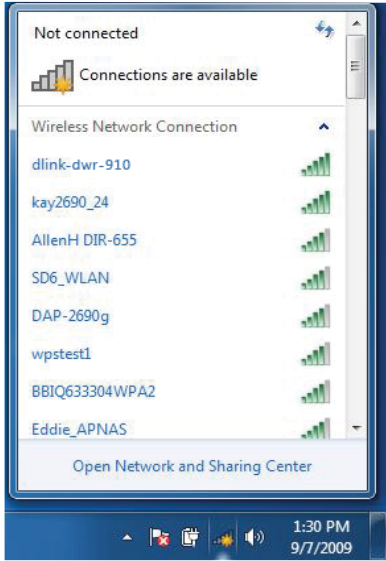 Not connected
Connections are available
Wireless Network Connection
dlink-dwr-910
kay2690_24
AllenH DIR-655
SD6_WLAN
DAP-2690g
wpstest1
BBIQ633304WPA2
Eddie_APNAS
Open Network and Sharing Center
1:30 PM
9/7/2009